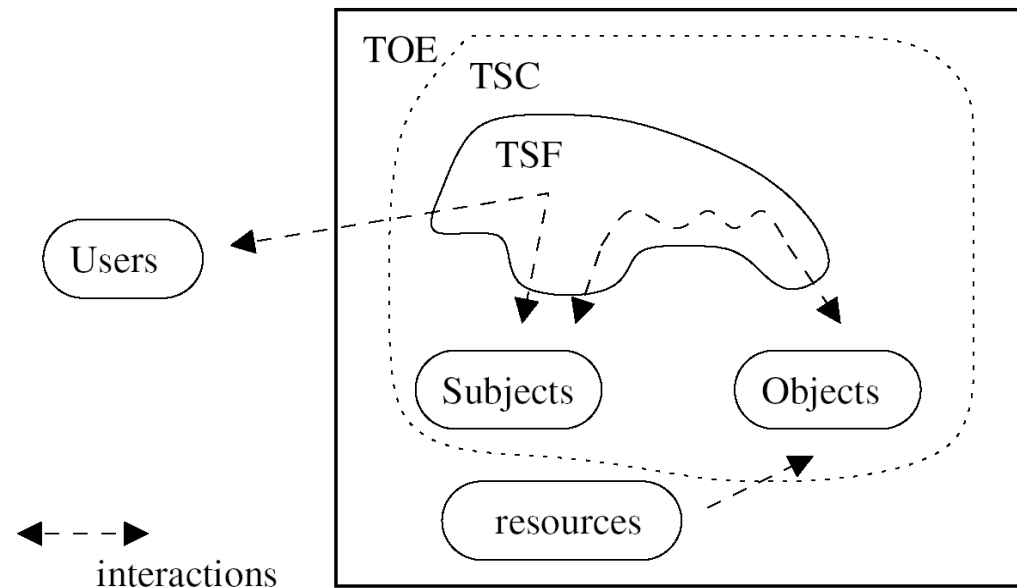 TOE
TSC
TSF
Users
Subjects
Objects
resources
interactions